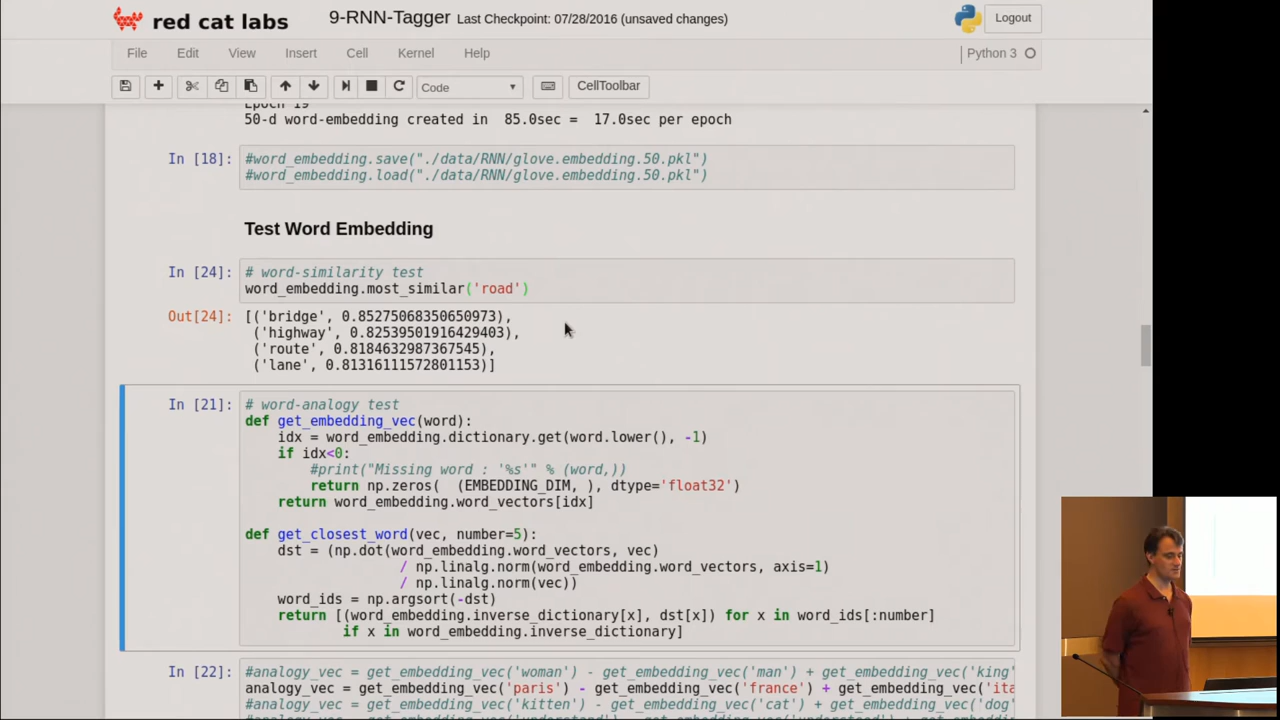 red cat labs
9-RNN-Tagger Last Checkpoint: 07/28/2016 (unsaved changes)
Logout
File Edit View Insert Cell Kernel Help
Python 3
Code
CellToolbar
Epoch 19
50-d word-embedding created in 85.0sec = 17.0sec per epoch
In [18]:
#word_embedding.save("./data/RNN/glove.embedding.50.pkl")
#word_embedding.load("./data/RNN/glove.embedding.50.pkl")
Test Word Embedding
In [24]:
# word-similarity test
word_embedding.most_similar('road')
Out[24]:
[('bridge', 0.85275068350650973),
('highway', 0.82539501916429403),
('route', 0.8184632987367545),
('lane', 0.81316111572801153)]
In [21]:
# word-analogy test
def get_embedding_vec(word):
idx = word_embedding.dictionary.get(word.lower(), -1)
if idx<0:
#print("Missing word : '%s'" % (word,))
return np.zeros( (EMBEDDING_DIM, ), dtype='float32')
return word_embedding.word_vectors[idx]
def get_closest_word(vec, number=5):
dst = (np.dot(word_embedding.word_vectors, vec)
/ np.linalg.norm(word_embedding.word_vectors, axis=1)
/ np.linalg.norm(vec))
word_ids = np.argsort(-dst)
return [(word_embedding.inverse_dictionary[x], dst[x]) for x in word_ids[:number]
if x in word_embedding.inverse_dictionary]
In [22]:
#analogy_vec = get_embedding_vec('woman') - get_embedding_vec('man') + get_embedding_vec('king'
analogy_vec = get_embedding_vec('paris') - get_embedding_vec('france') + get_embedding_vec('ita
#analogy_vec = get_embedding_vec('kitten') - get_embedding_vec('cat') + get_embedding_vec('dog'